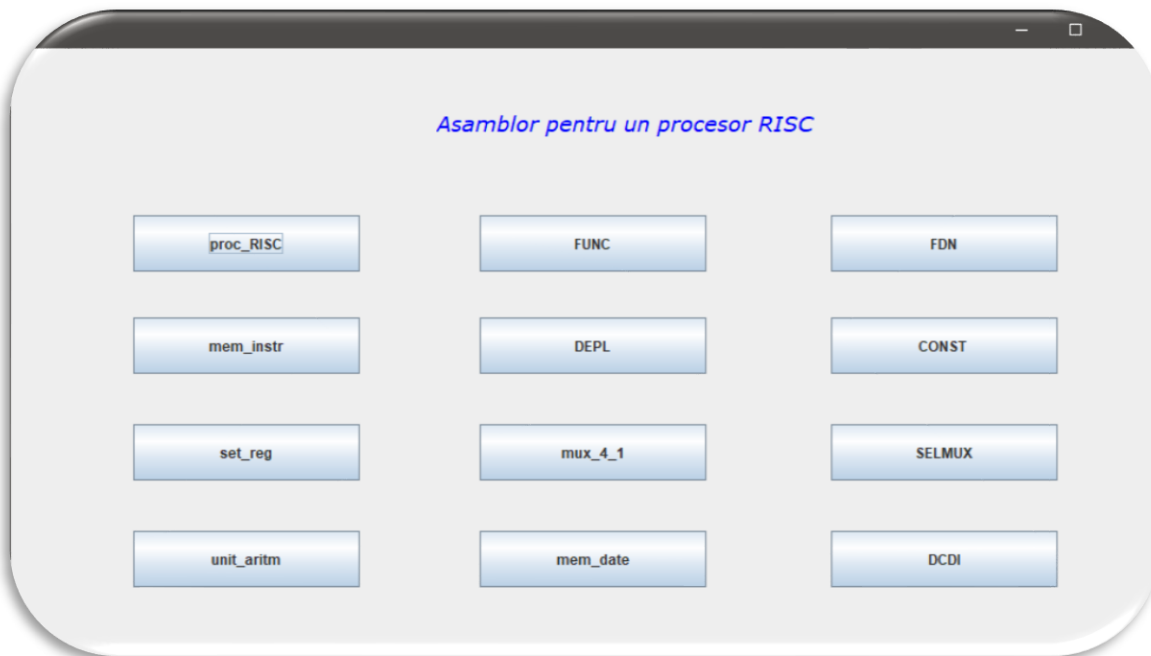 Asamblor pentru un procesor RISC
proc_RISC FUNC FDN
mem_instr DEPL CONST
set_reg mux_4_1 SELMUX
unit_aritm mem_date DCDI